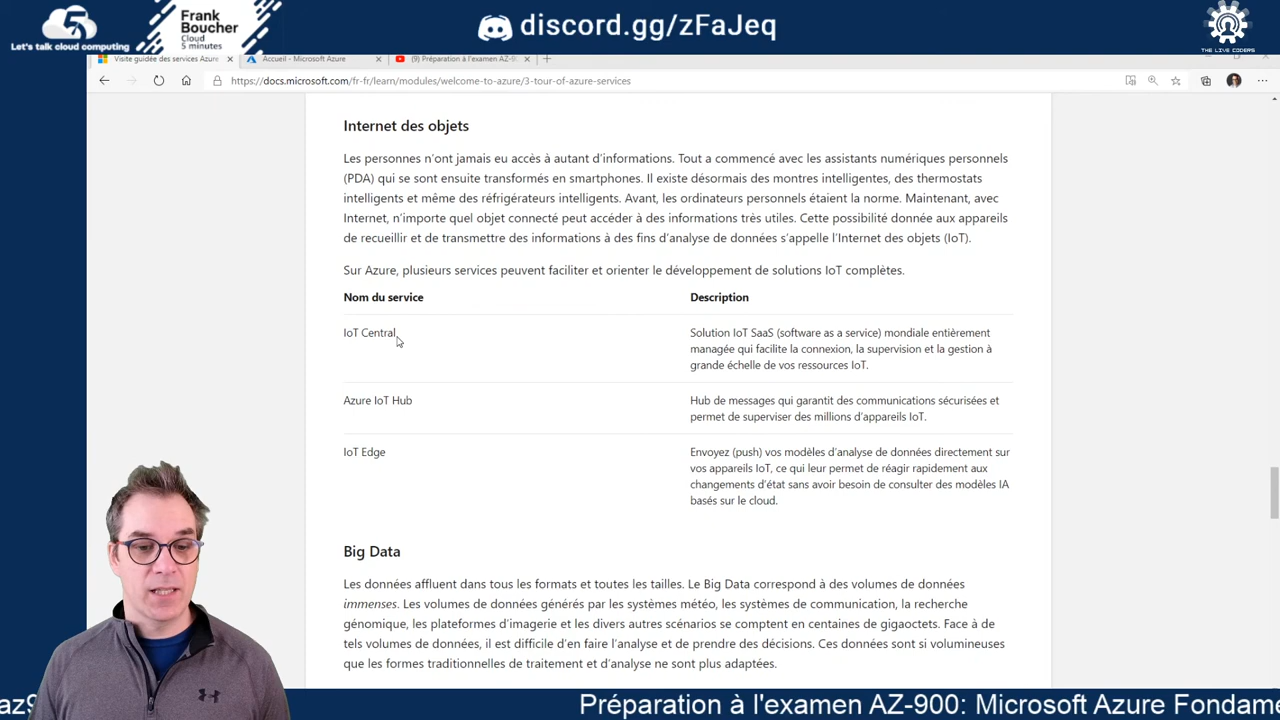 5
Let's talk cloud computing
Frank
Boucher
Cloud
5 minutes
discord.gg/zFaJeq
THE LIVE CODERS
Visite guidée des services Azure
Accueil - Microsoft Azure
(9) Préparation à l'examen AZ-9
https://docs.microsoft.com/fr-fr/learn/modules/welcome-to-azure/3-tour-of-azure-services
Internet des objets
Les personnes n'ont jamais eu accès à autant d'informations. Tout a commencé avec les assistants numériques personnels
(PDA) qui se sont ensuite transformés en smartphones. Il existe désormais des montres intelligentes, des thermostats
intelligents et même des réfrigérateurs intelligents. Avant, les ordinateurs personnels étaient la norme. Maintenant, avec
Internet, n'importe quel objet connecté peut accéder à des informations très utiles. Cette possibilité donnée aux appareils
de recueillir et de transmettre des informations à des fins d'analyse de données s'appelle l'Internet des objets (IoT).
Sur Azure, plusieurs services peuvent faciliter et orienter le développement de solutions IoT complètes.
Nom du service
Description
IoT Central
Solution IoT SaaS (software as a service) mondiale entièrement
managée qui facilite la connexion, la supervision et la gestion à
grande échelle de vos ressources IoT.
Azure IoT Hub
Hub de messages qui garantit des communications sécurisées et
permet de superviser des millions d'appareils IoT.
IoT Edge
Envoyez (push) vos modèles d'analyse de données directement sur
vos appareils IoT, ce qui leur permet de réagir rapidement aux
changements d'état sans avoir besoin de consulter des modèles IA
basés sur le cloud.
Big Data
Les données affluent dans tous les formats et toutes les tailles. Le Big Data correspond à des volumes de données
immenses. Les volumes de données générés par les systèmes météo, les systèmes de communication, la recherche
génomique, les plateformes d'imagerie et les divers autres scénarios se comptent en centaines de gigaoctets. Face à de
tels volumes de données, il est difficile d'en faire l'analyse et de prendre des décisions. Ces données sont si volumineuses
que les formes traditionnelles de traitement et d'analyse ne sont plus adaptées.
az9
Préparation à l'examen AZ-900: Microsoft Azure Fondame